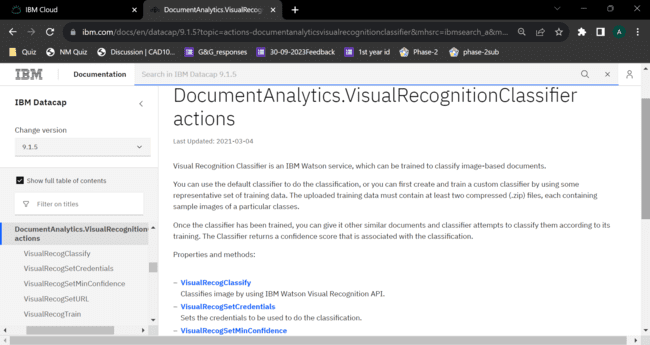 IBM Cloud
DocumentAnalytics.VisualRecog
ibm.com/docs/en/datacap/9.1.5?topic=actions-documentanalyticsvisualrecognitionclassifier&mhsrc=ibmsearch_a&m...
A
Quiz
NM Quiz
Discussion | CAD10...
G&G_responses
30-09-2023Feedback
1st year id
Phase-2
phase-2sub
IBM
Documentation
Search in IBM Datacap 9.1.5
IBM Datacap
Change version
9.1.5
Show full table of contents
Filter on titles
DocumentAnalytics.VisualRecognition
actions
VisualRecogClassify
VisualRecogSetCredentials
VisualRecogSetMinConfidence
VisualRecogSetURL
VisualRecogTrain
DocumentAnalytics.VisualRecognitionClassifier
actions
Last Updated: 2021-03-04
Visual Recognition Classifier is an IBM Watson service, which can be trained to classify image-based documents.
You can use the default classifier to do the classification, or you can first create and train a custom classifier by using some
representative set of training data. The uploaded training data must contain at least two compressed (.zip) files, each containing
sample images of a particular classes.
Once the classifier has been trained, you can give it other similar documents and classifier attempts to classify them according to its
training. The Classifier returns a confidence score that is associated with the classification.
Properties and methods:
– VisualRecogClassify
Classifies image by using IBM Watson Visual Recognition API.
– VisualRecogSetCredentials
Sets the credentials to be used to do the classification.
– VisualRecogSetMinConfidence